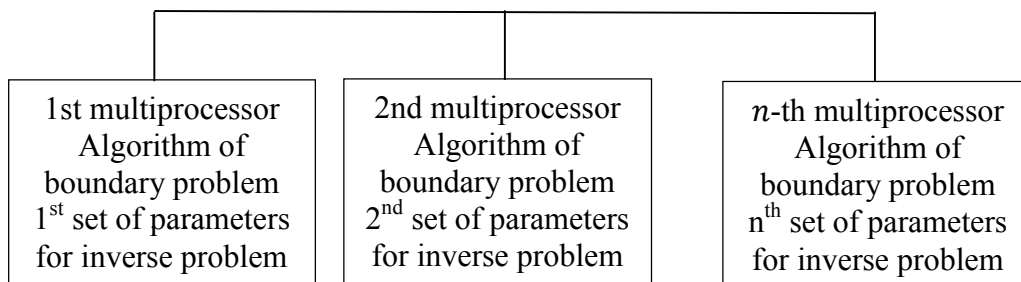 1st multiprocessor
Algorithm of
boundary problem
1st set of parameters
for inverse problem
2nd multiprocessor
Algorithm of
boundary problem
2nd set of parameters
for inverse problem
n-th multiprocessor
Algorithm of
boundary problem
nth set of parameters
for inverse problem